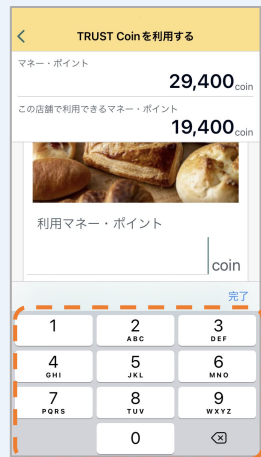 TRUST Coinを利用する
マネー・ポイント
29,400coin
この店舗で利用できるマネー・ポイント
19,400coin
利用マネー・ポイント
coin
完了
1 2 3
ABC DEF
4 5 6
GHI JKL MNO
7 8 9
PQRS TUV WXYZ
0